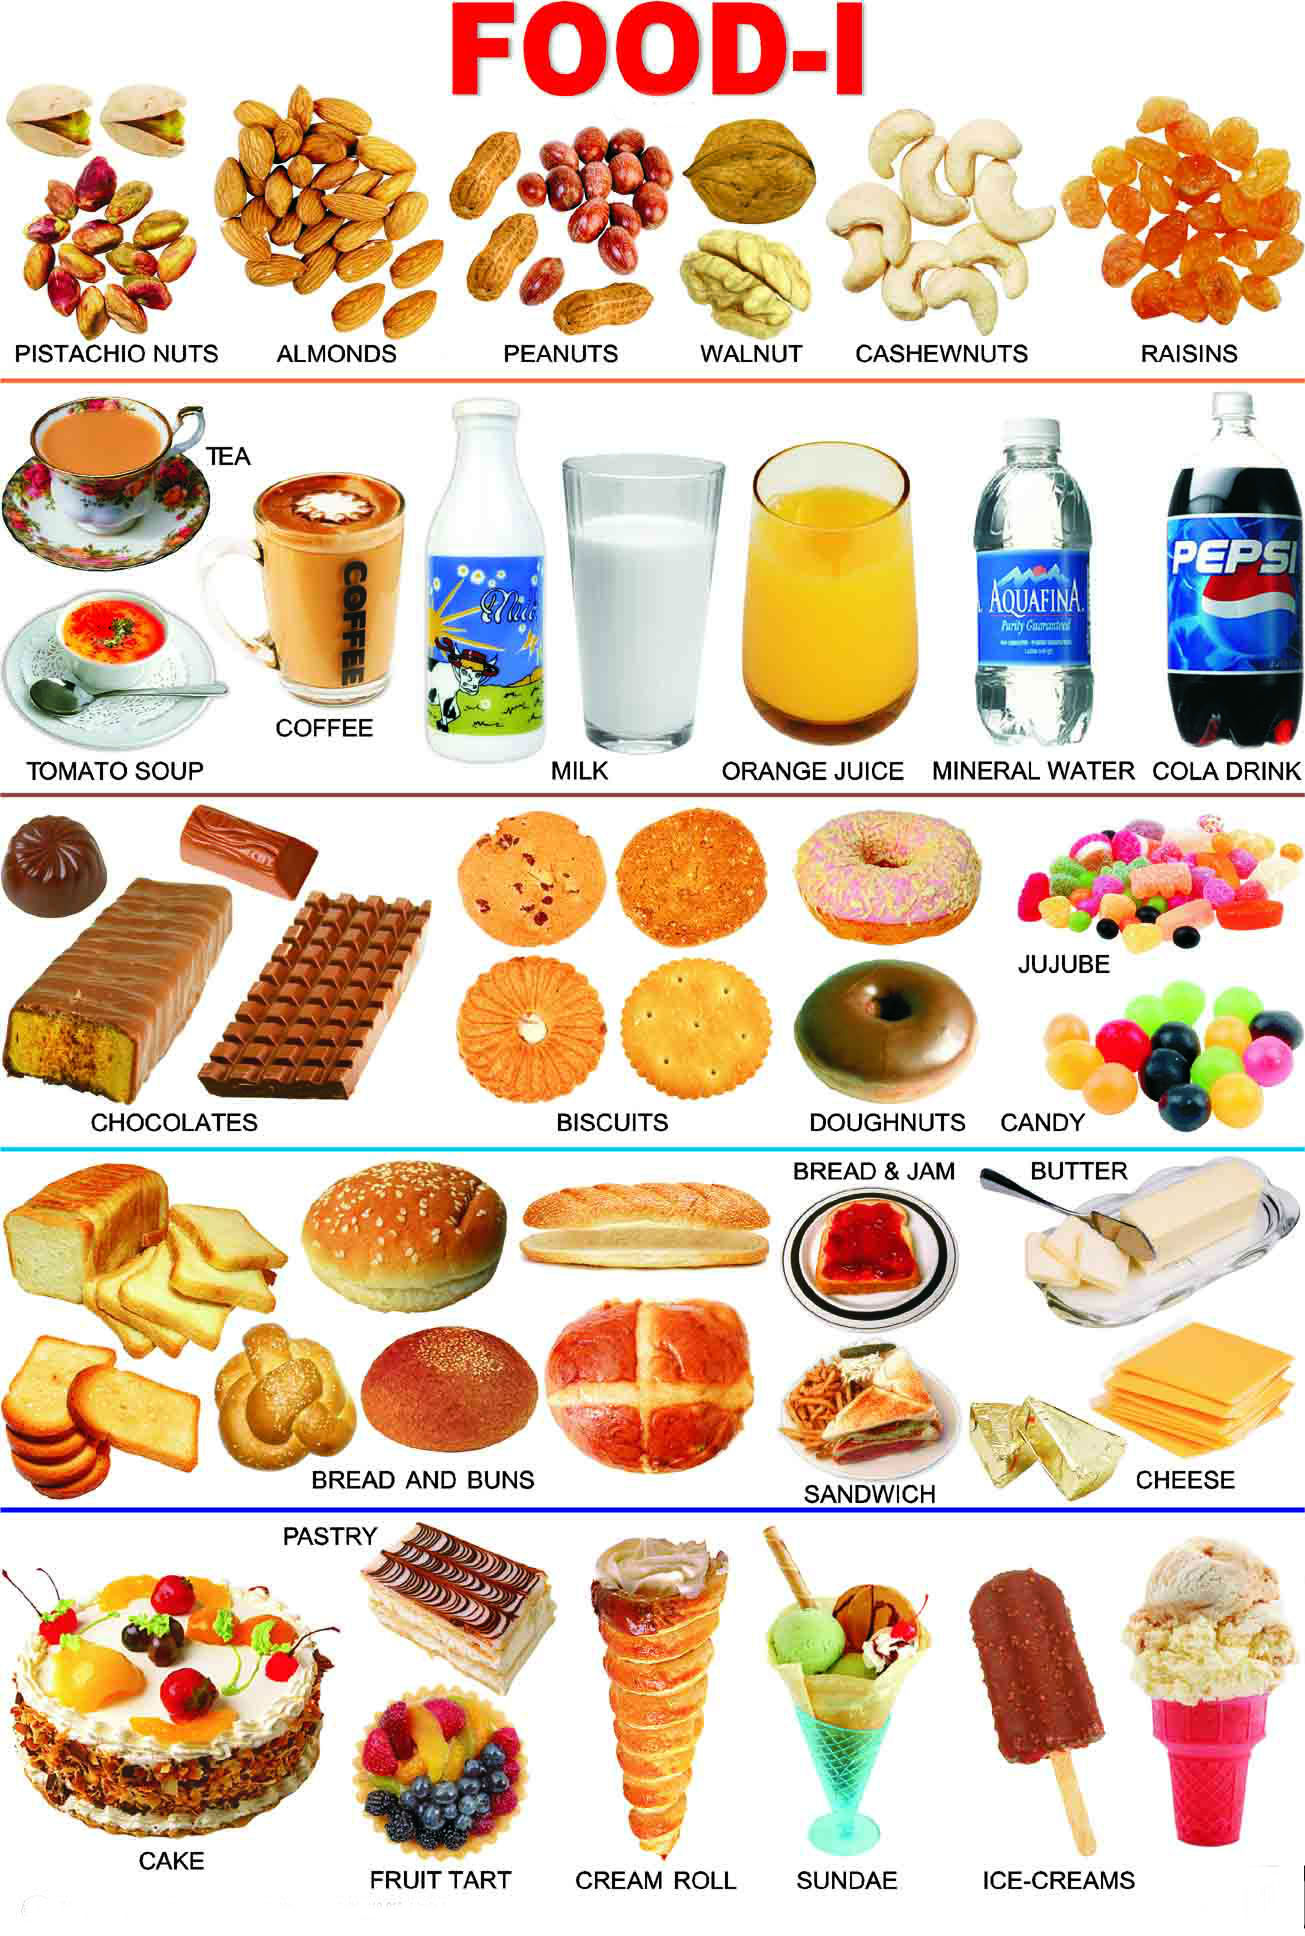 FOOD-I
PISTACHIO NUTS
ALMONDS
PEANUTS
WALNUT
CASHEWNUTS
RAISINS
TEA
COFFEE
COFFEE
TOMATO SOUP
MILK
ORANGE JUICE
AQUAFINA
Purity Guaranteed
MINERAL WATER
PEPSI
COLA DRINK
CHOCOLATES
BISCUITS
DOUGHNUTS
JUJUBE
CANDY
BREAD AND BUNS
BREAD & JAM
SANDWICH
BUTTER
CHEESE
CAKE
PASTRY
FRUIT TART
CREAM ROLL
SUNDAE
ICE-CREAMS